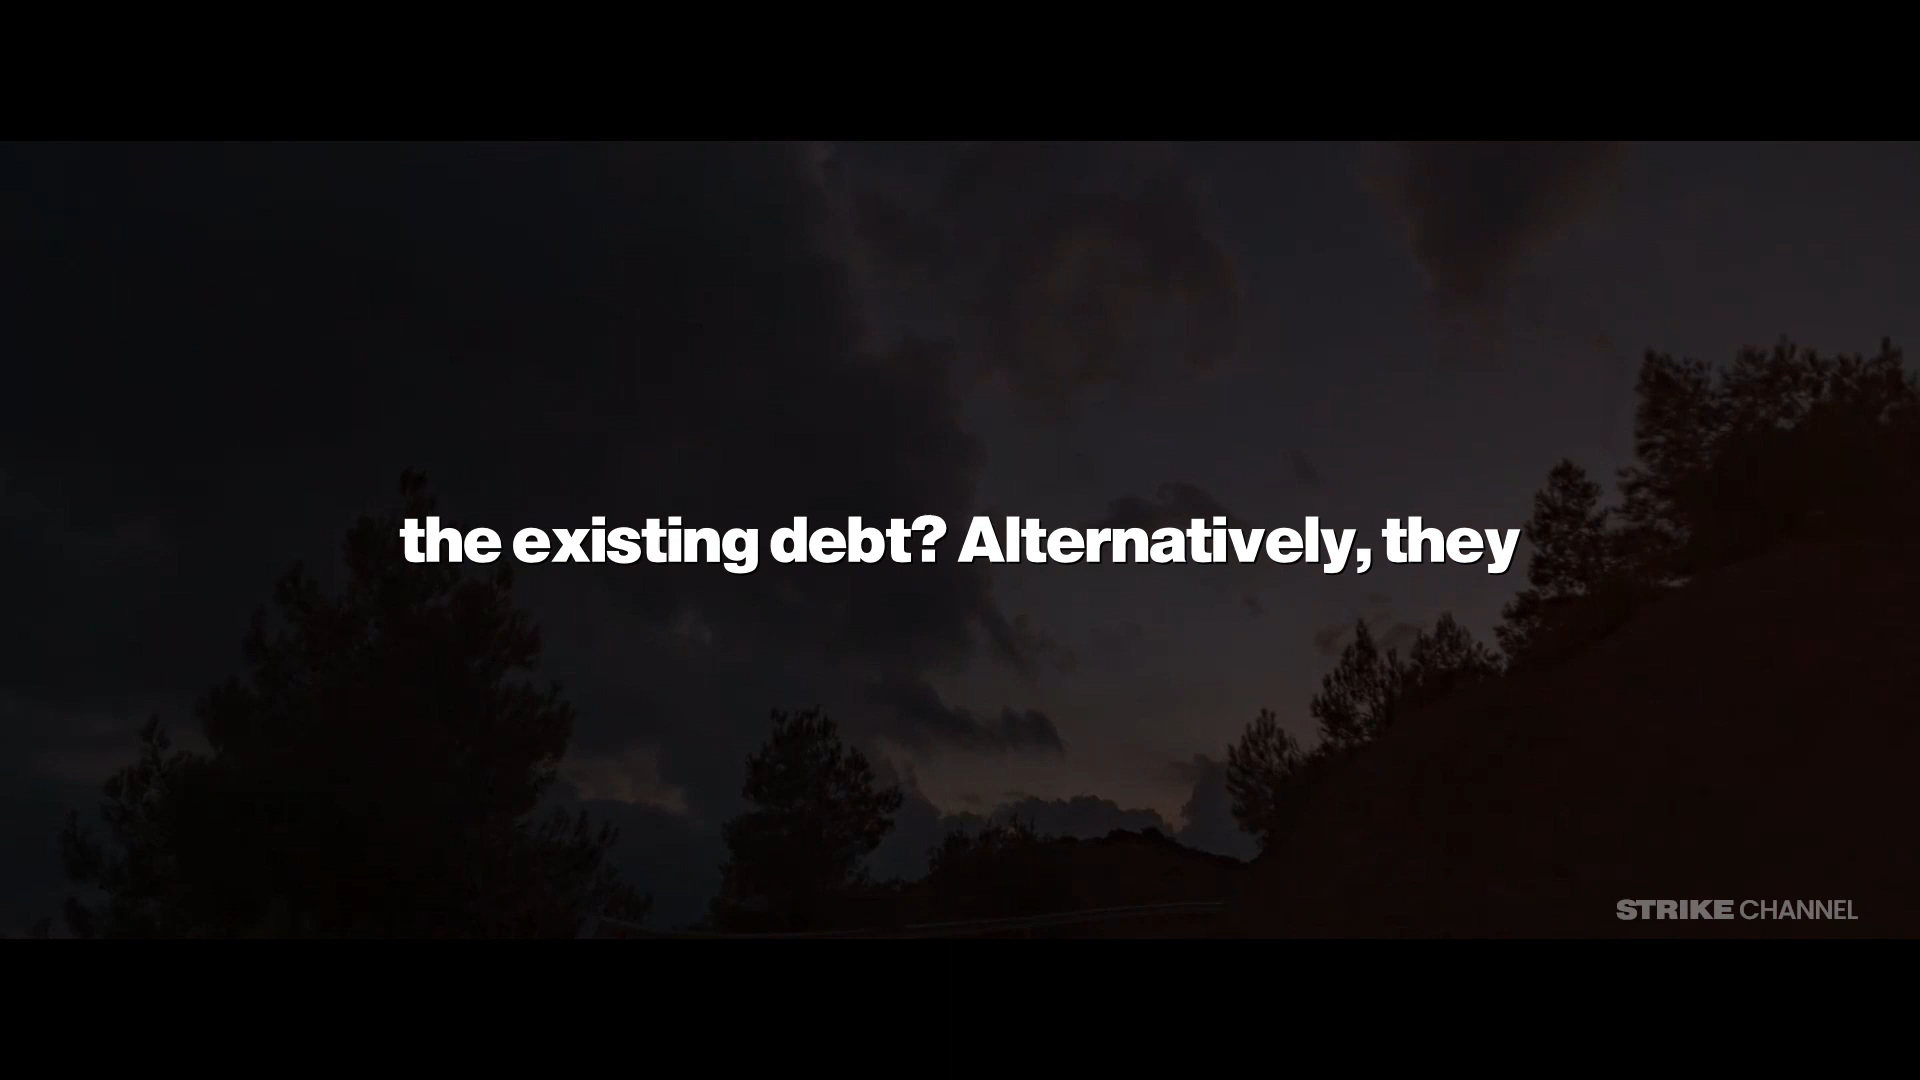 the existing debt? Alternatively, they
STRIKE CHANNEL